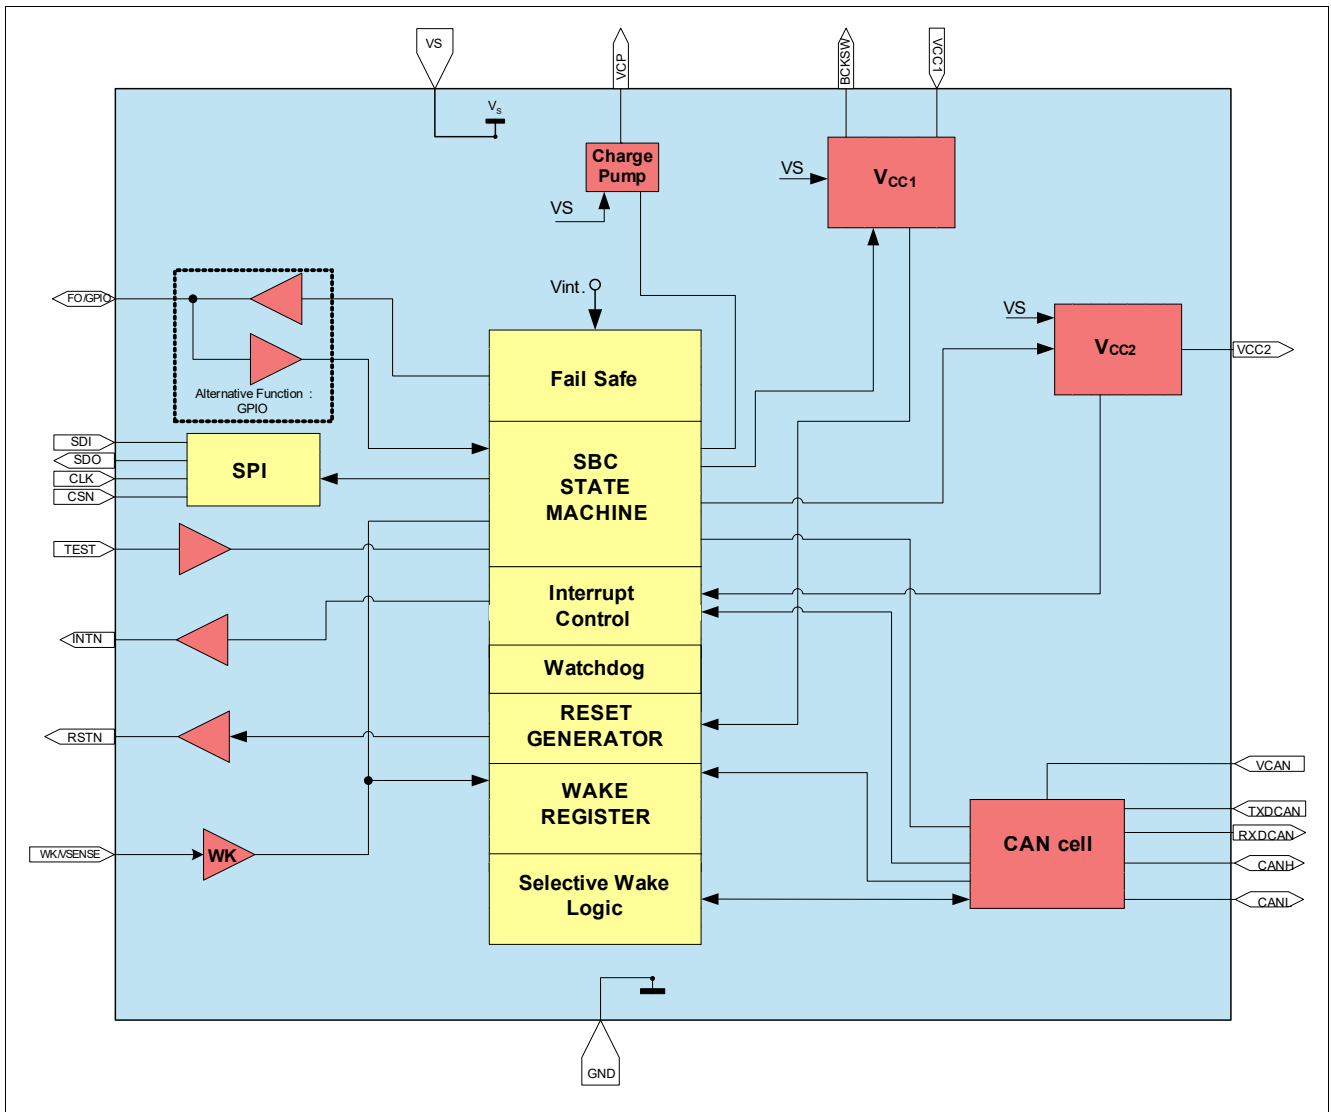 VS
VCP
BCKSW
VCC1
Vs
Charge
Pump
VS
VS
VCC1
Vint.
FO/GPIO
Alternative Function :
GPIO
VS
VCC2
VCC2
Fail Safe
SDI
SDO
CLK
CSN
SPI
SBC
STATE
MACHINE
TEST
Interrupt
Control
INTN
Watchdog
RESET
GENERATOR
RSTN
WAKE
REGISTER
VCAN
TXDCAN
RXDCAN
CANH
CANL
CAN cell
WK/VSENSE
WK
Selective Wake
Logic
GND